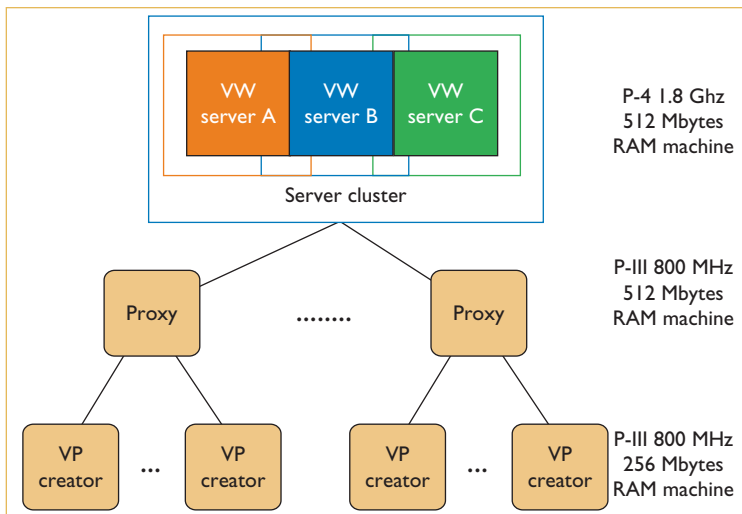 VW
server A
VW
server B
VW
server C
Server cluster
P-4 1.8 Ghz
512 Mbytes
RAM machine
Proxy
........
Proxy
P-III 800 MHz
512 Mbytes
RAM machine
VP
creator
...
VP
creator
VP
creator
...
VP
creator
P-III 800 MHz
256 Mbytes
RAM machine